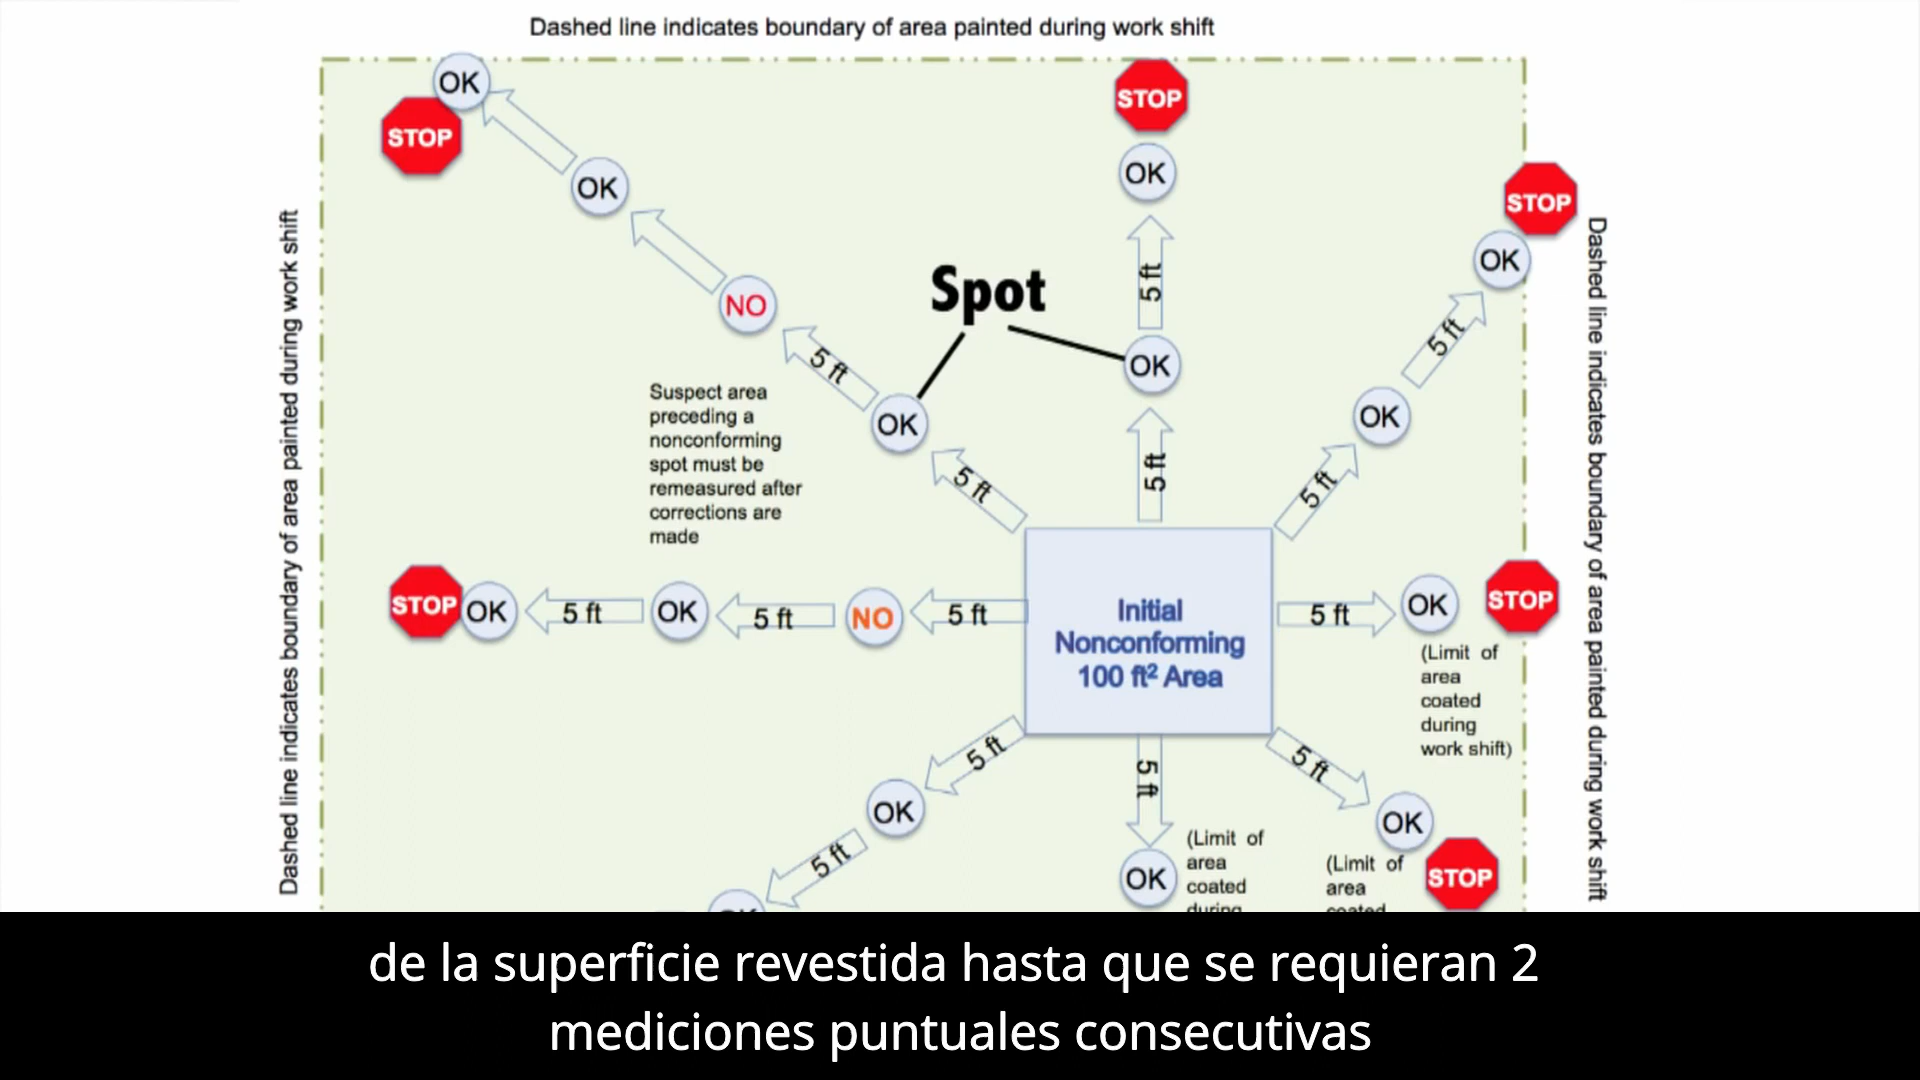 Dashed line indicates boundary of area painted during work shift
OK
STOP
STOP
OK
OK
STOP
OK
Dashed line indicates boundary of area painted during work shift
Dashed line indicates boundary of area painted during work shift
NO
Spot
5 ft
5 ft
5 ft
OK
OK
OK
Suspect area
preceding a
nonconforming
spot must be
remeasured after
corrections are
made
5 ft
5 ft
5 ft
STOP
OK
5 ft
OK
5 ft
NO
5 ft
Initial
Nonconforming
100 ft² Area
5 ft
OK
STOP
(Limit of
area
coated
during
work shift)
5 ft
5 ft
5 ft
OK
OK
5 ft
OK
(Limit of
area
coated
during
(Limit of
area
coated
STOP
de la superficie revestida hasta que se requieran 2
mediciones puntuales consecutivas